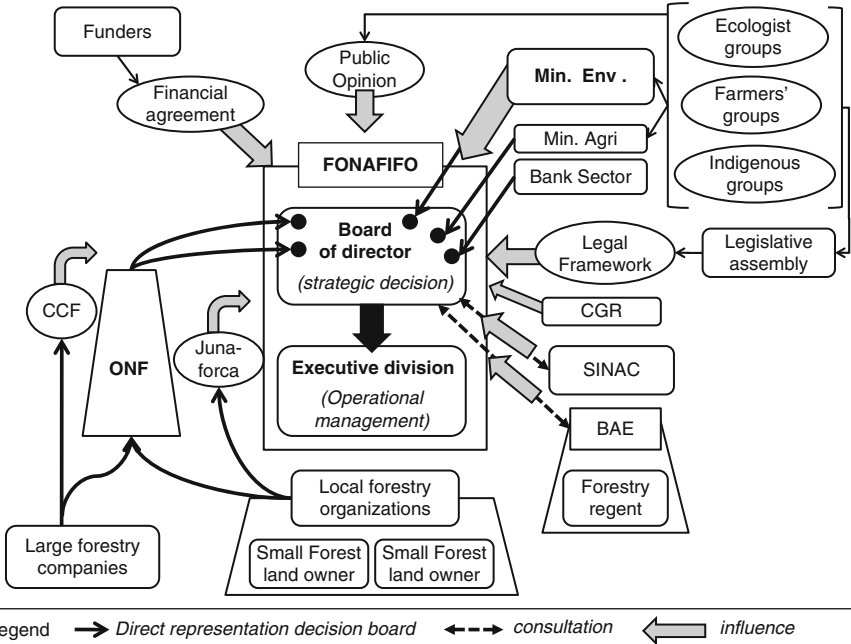 Funders
Financial
agreement
Public
Opinion
Min. Env .
Min. Agri
Bank Sector
Ecologist
groups
Farmers'
groups
Indigenous
groups
FONAFIFO
Board
of director
(strategic decision)
Legal
Framework
Legislative
assembly
CGR
CCF
ONF
Juna-
forca
Executive division
(Operational
management)
SINAC
BAE
Forestry
regent
Local forestry
organizations
Small Forest
land owner
Small Forest
land owner
Large forestry
companies
egend Direct representation decision board consultation influence